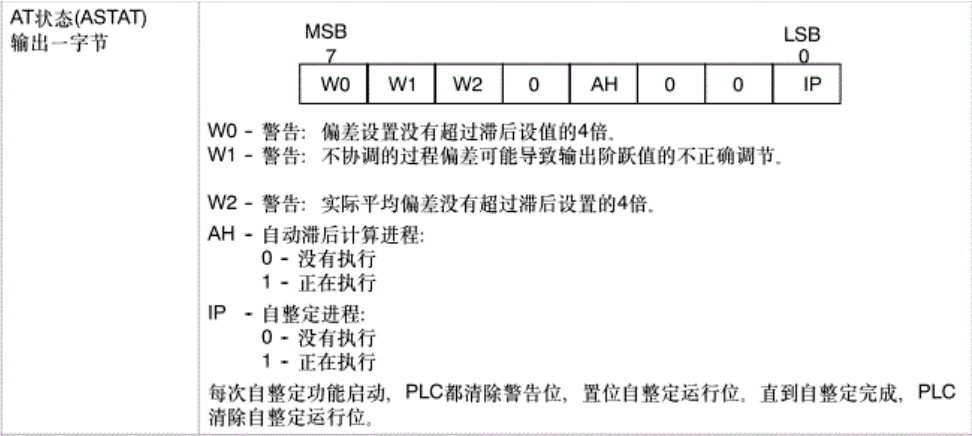 AT状态(ASTAT)
输出一字节
MSB
LSB
7
0
W0 W1 W2 0 AH 0 0 IP
W0 - 警告: 偏差设置没有超过滞后设值的4倍。
W1 - 警告: 不协调的过程偏差可能导致输出阶跃值的不正确调节。
W2 - 警告: 实际平均偏差没有超过滞后设置的4倍。
AH - 自动滞后计算进程:
0 - 没有执行
1 - 正在执行
IP - 自整定进程:
0 - 没有执行
1 - 正在执行
每次自整定功能启动, PLC都清除警告位, 置位自整定运行位。直到自整定完成, PLC
清除自整定运行位。